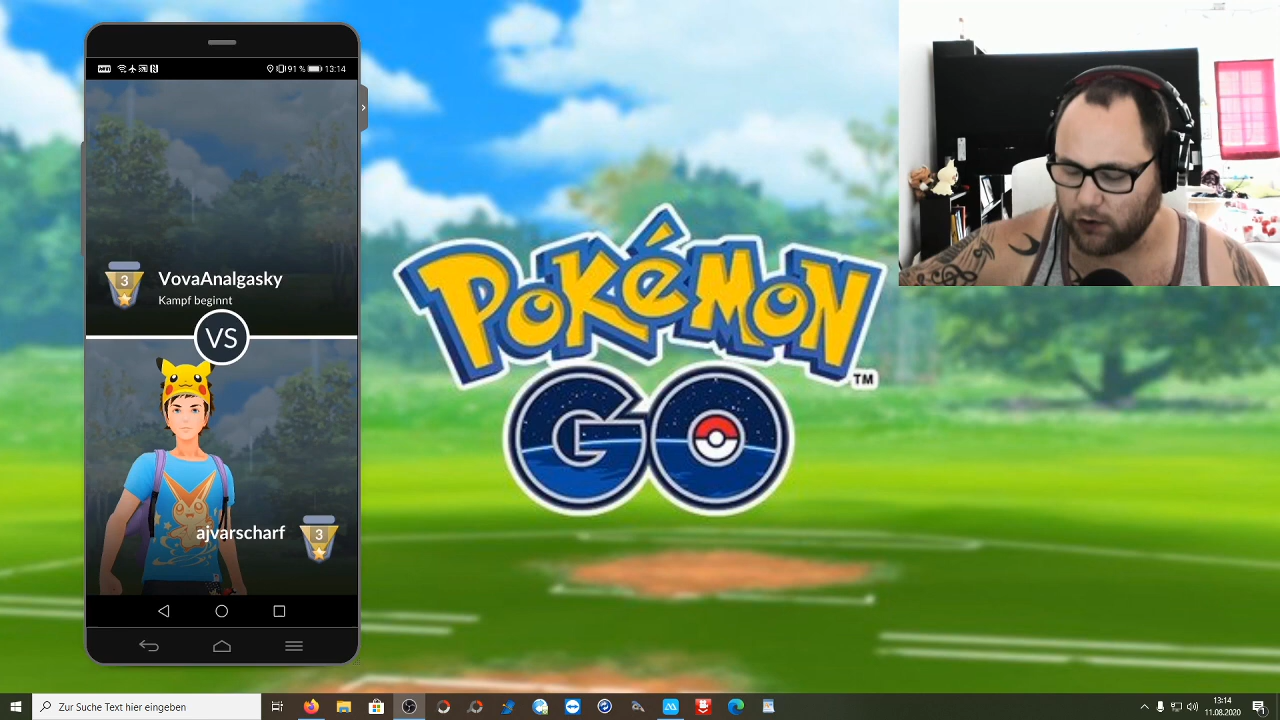 91 % 13:14
3
VovaAnalgasky
Kampf beginnt
VS
ajvarscharf
3
POKÉMON
TM
GO
Zur Suche Text hier eingeben
13:14
11.08.2020